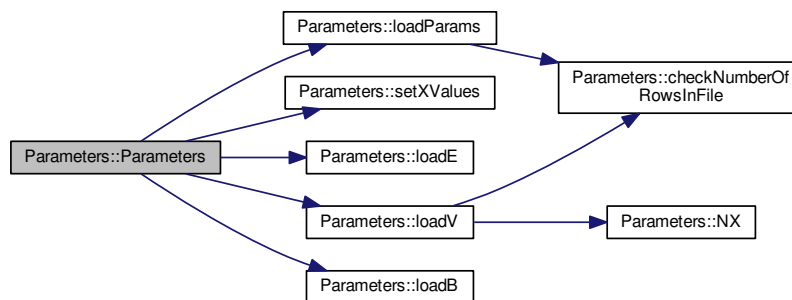 Parameters::loadParams
Parameters::checkNumberOf
RowsInFile
Parameters::setXValues
Parameters::Parameters
Parameters::loadE
Parameters::loadV
Parameters::NX
Parameters::loadB